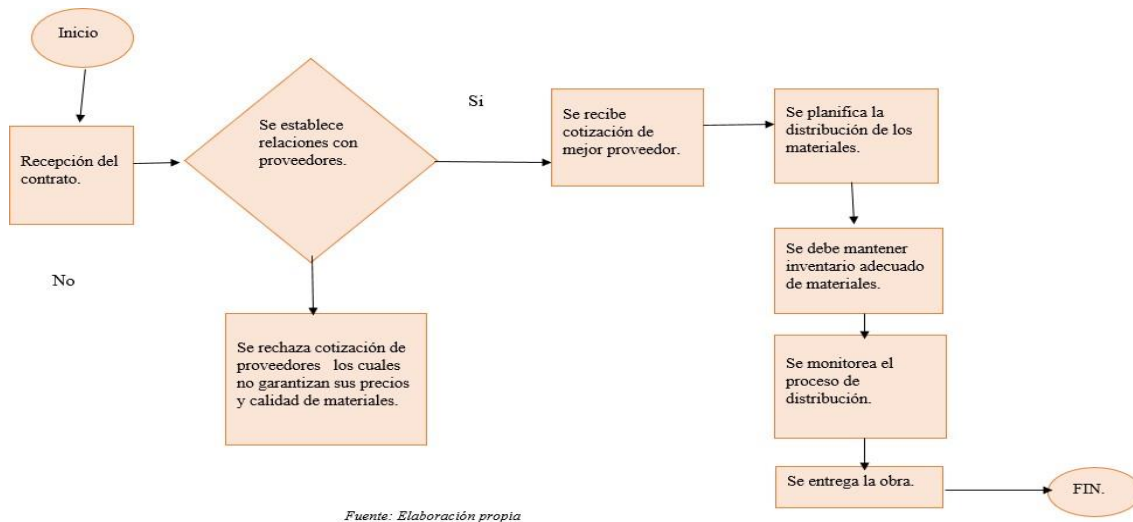 Inicio
Recepción del
contrato.
Se establece
relaciones con
proveedores.
Si
Se recibe
cotización de
mejor proveedor.
Se planifica la
distribución de los
materiales.
Se debe mantener
inventario adecuado
de materiales.
No
Se rechaza cotización de
proveedores los cuales
no garantizan sus precios
y calidad de materiales.
Se monitorea el
proceso de
distribución.
Se entrega la obra.
FIN.
Fuente: Elaboración propia